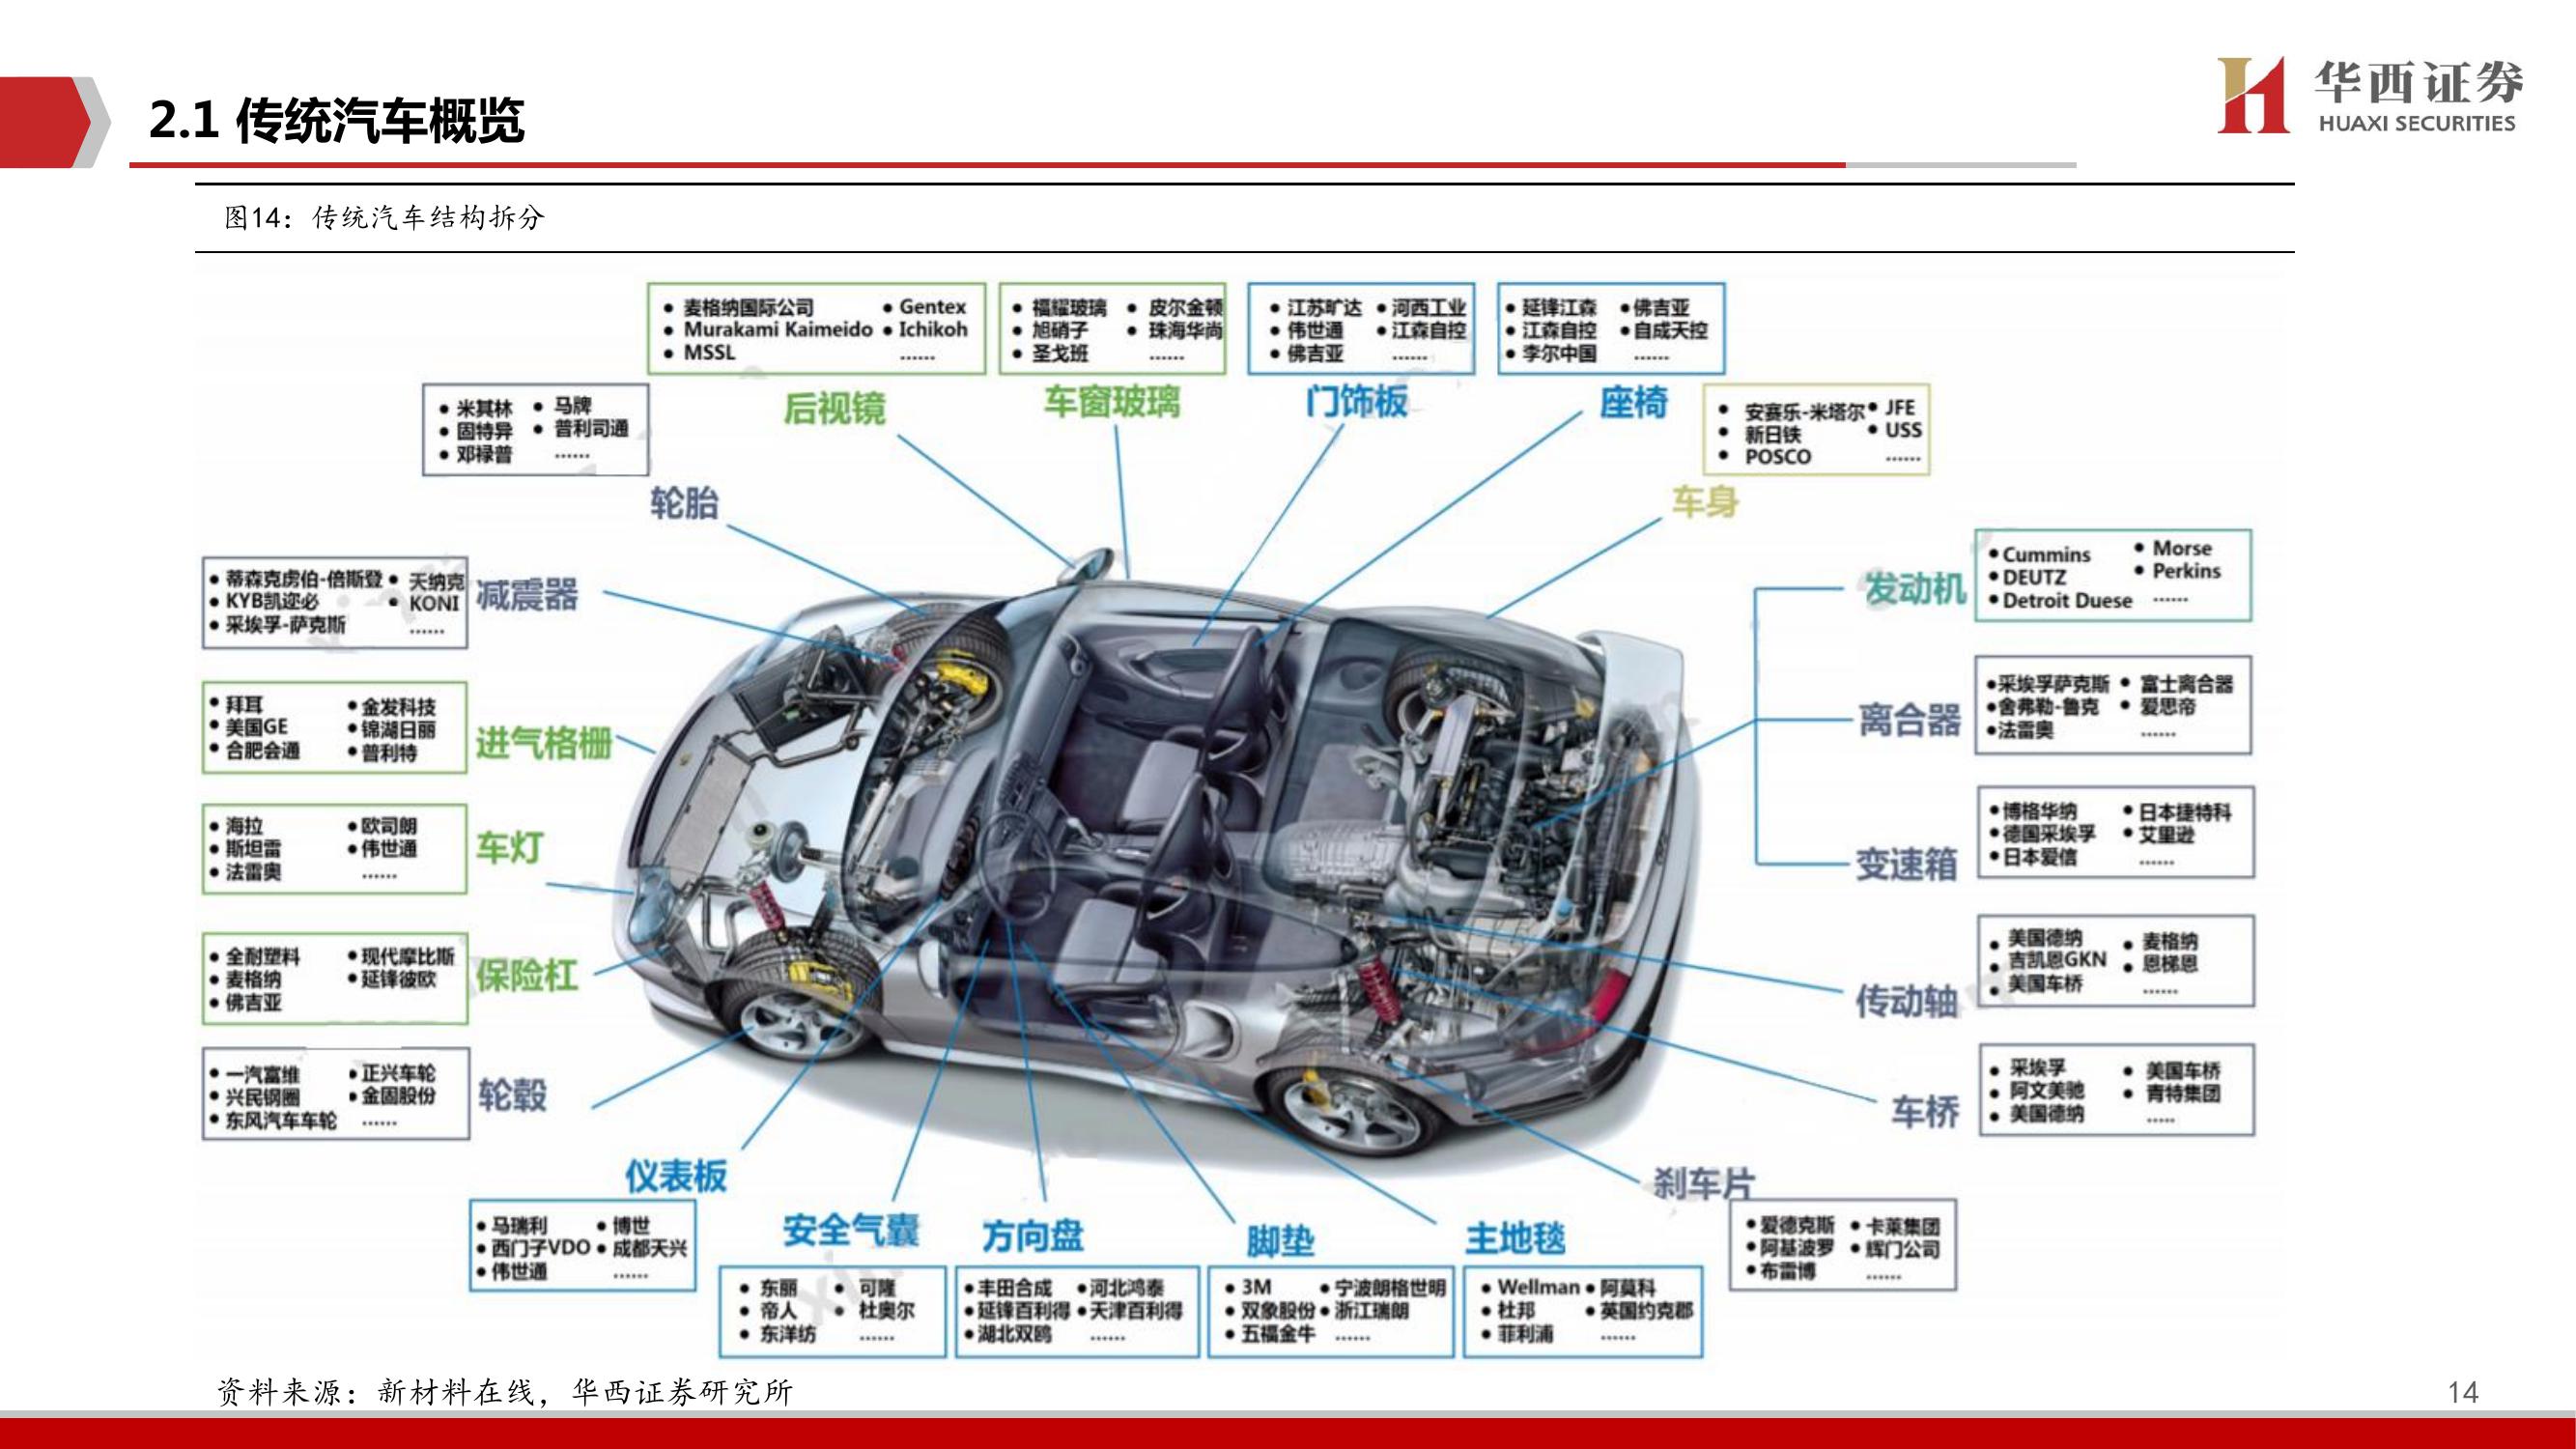 2.1 传统汽车概览
华西证券
HUAXI SECURITIES
图14：传统汽车结构拆分
● 麦格纳国际公司 ● Gentex
● Murakami Kaimeido ● Ichikoh
● MSSL ……
后视镜
● 福耀玻璃 ● 皮尔金顿
● 旭硝子 ● 珠海华尚
● 圣戈班 ……
车窗玻璃
● 江苏旷达 ● 河西工业
● 伟世通 ● 江森自控
● 佛吉亚 ……
门饰板
● 延锋江森 ● 佛吉亚
● 江森自控 ● 自成天控
● 李尔中国 ……
座椅
● 米其林 ● 马牌
● 固特异 ● 普利司通
● 邓禄普 ……
轮胎
● 安赛乐-米塔尔 ● JFE
● 新日铁 ● USS
● POSCO ……
车身
● 蒂森克虏伯-倍斯登 ● 天纳克
● KYB凯迩必 ● KONI
● 采埃孚-萨克斯 ……
减震器
● 拜耳 ● 金发科技
● 美国GE ● 锦湖日丽
● 合肥会通 ● 普利特
进气格栅
● 海拉 ● 欧司朗
● 斯坦雷 ● 伟世通
● 法雷奥 ……
车灯
● 全耐塑料 ● 现代摩比斯
● 麦格纳 ● 延锋彼欧
● 佛吉亚
保险杠
● 一汽富维 ● 正兴车轮
● 兴民钢圈 ● 金固股份
● 东风汽车车轮 ……
轮毂
发动机
● Cummins ● Morse
● DEUTZ ● Perkins
● Detroit Duese ……
离合器
● 采埃孚萨克斯 ● 富士离合器
● 舍弗勒-鲁克 ● 爱思帝
● 法雷奥 ……
变速箱
● 博格华纳 ● 日本捷特科
● 德国采埃孚 ● 艾里逊
● 日本爱信 ……
传动轴
● 美国德纳 ● 麦格纳
● 吉凯恩GKN ● 恩梯恩
● 美国车桥 ……
车桥
● 采埃孚 ● 美国车桥
● 阿文美驰 ● 青特集团
● 美国德纳 ……
刹车片
● 爱德克斯 ● 卡莱集团
● 阿基波罗 ● 辉门公司
● 布雷博 ……
仪表板
● 马瑞利 ● 博世
● 西门子VDO ● 成都天兴
● 伟世通 ……
安全气囊
● 东丽 ● 可隆
● 帝人 ● 杜奥尔
● 东洋纺 ……
方向盘
● 丰田合成 ● 河北鸿泰
● 延锋百利得 ● 天津百利得
● 湖北双鸥 ……
脚垫
● 3M ● 宁波朗格世明
● 双象股份 ● 浙江瑞朗
● 五福金牛 ……
主地毯
● Wellman ● 阿莫科
● 杜邦 ● 英国约克郡
● 菲利浦 ……
资料来源：新材料在线，华西证券研究所
14